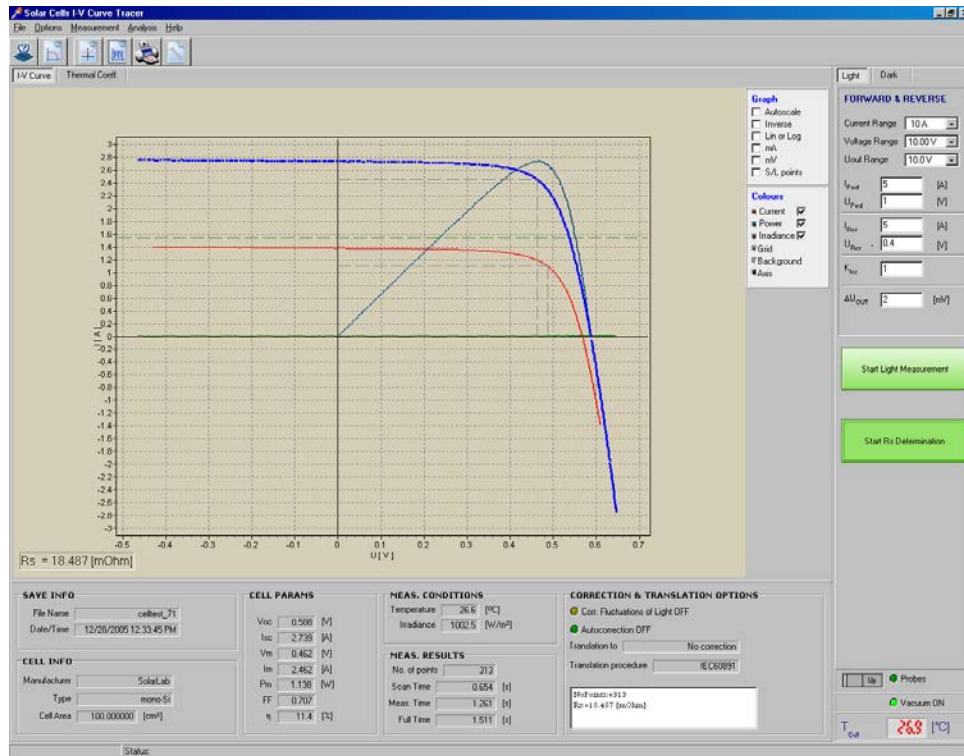 Solar Cells I-V Curve Tracer
File Options Measurement Analysis Help
I-V Curve Thermal Coeff.
Light Dark
Graph
Autoscale
Inverse
Lin or Log
mA
mV
S/L points
Colours
Current
Power
Irradiance
Grid
Background
Axis
FORWARD & REVERSE
Current Range 10 A
Voltage Range 10.00 V
Uout Range 10.0 V
I Fwd 5 [A]
U Fwd 1 [V]
I Rev 5 [A]
U Rev - 0.4 [V]
1
ΔU OUT 2 [mV]
Start Light Measurement
Start Rs Determination
3
2.8
2.6
2.4
2.2
2
1.8
1.6
1.4
1.2
1
0.8
0.6
0.4
0.2
0
-0.2
-0.4
-0.6
-0.8
-1
-1.2
-1.4
-1.6
-1.8
-2
-2.2
-2.4
-2.6
-2.8
-3
I [A]
-0.5 -0.4 -0.3 -0.2 -0.1 0 0.1 0.2 0.3 0.4 0.5 0.6 0.7
U [V]
Rs = 18.487 [mOhm]
SAVE INFO
File Name celltest_71
Date/Time 12/28/2005 12:33:45 PM
CELL INFO
Manufacturer SolarLab
Type mono-Si
Cell Area 100.000000 [cm²]
CELL PARAMS
Voc 0.588 [V]
Isc 2.739 [A]
Vm 0.462 [V]
Im 2.462 [A]
Pm 1.138 [W]
FF 0.707
η 11.4 [%]
MEAS. CONDITIONS
Temperature 26.6 [ºC]
Irradiance 1002.5 [W/m²]
MEAS. RESULTS
No. of points 313
Scan Time 0.654 [s]
Meas. Time 1.261 [s]
Full Time 1.511 [s]
CORRECTION & TRANSLATION OPTIONS
Corr. Fluctuations of Light OFF
Autocorrection OFF
Translation to No correction
Translation procedure IEC60891
NoPoints=313
Rs=18.487 [mOhm]
Up Probes
Vacuum ON
T Cell 26.9 [°C]
Status: